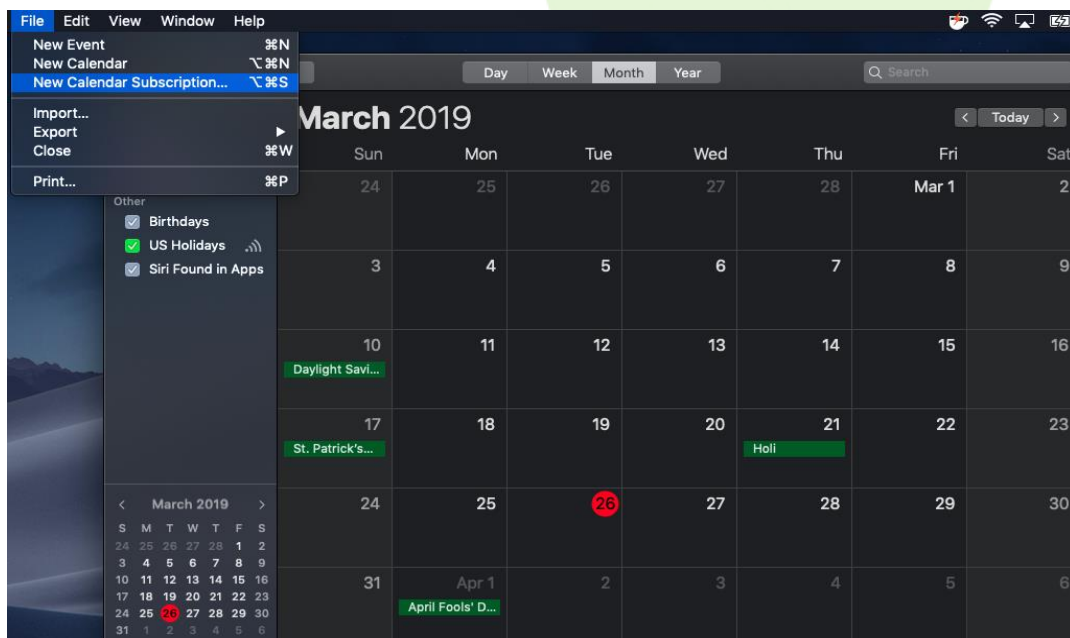 File Edit View Window Help
New Event ⌘N
New Calendar ⌥⌘N
New Calendar Subscription... ⌥⌘S
Import...
Export ▶
Close ⌘W
Print... ⌘P
Day Week Month Year
Search
March 2019
< Today >
Sun Mon Tue Wed Thu Fri Sat
24 25 26 27 28 Mar 1 2
3 4 5 6 7 8 9
10 11 12 13 14 15 16
Daylight Savi...
17 18 19 20 21 22 23
St. Patrick's... Holi
24 25 26 27 28 29 30
31 Apr 1 2 3 4 5 6
April Fools' D...
Other
Birthdays
US Holidays
Siri Found in Apps
< March 2019 >
S M T W T F S
24 25 26 27 28 1 2
3 4 5 6 7 8 9
10 11 12 13 14 15 16
17 18 19 20 21 22 23
24 25 26 27 28 29 30
31 1 2 3 4 5 6